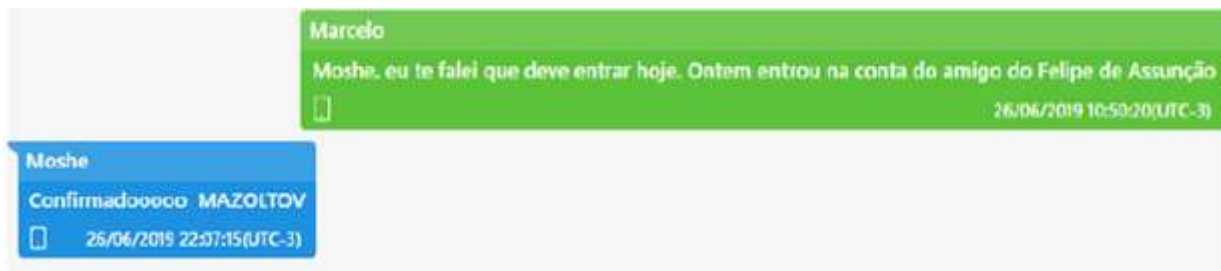 Marcelo
Moshe, eu te falei que deve entrar hoje. Ontem entrou na conta do amigo do Felipe de Assunção
26/06/2019 10:50:20(UTC-3)
Moshe
Confirmadooooo MAZOLTOV
26/06/2019 22:07:15(UTC-3)